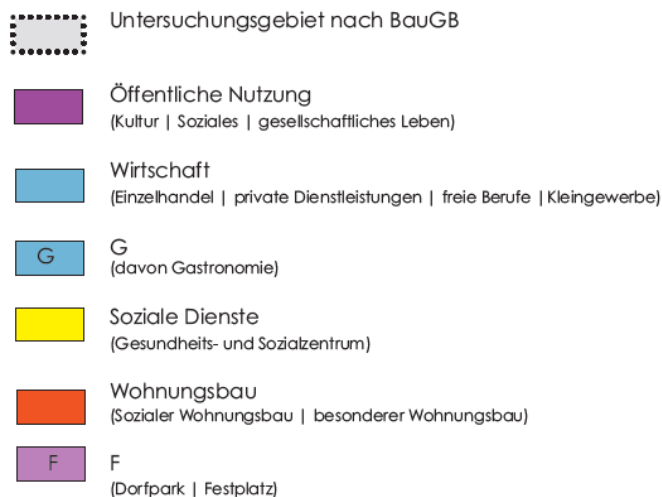 Untersuchungsgebiet nach BauGB
Öffentliche Nutzung
(Kultur | Soziales | gesellschaftliches Leben)
Wirtschaft
(Einzelhandel | private Dienstleistungen | freie Berufe |Kleingewerbe)
G G
(davon Gastronomie)
Soziale Dienste
(Gesundheits- und Sozialzentrum)
Wohnungsbau
(Sozialer Wohnungsbau | besonderer Wohnungsbau)
F F
(Dorfpark | Festplatz)